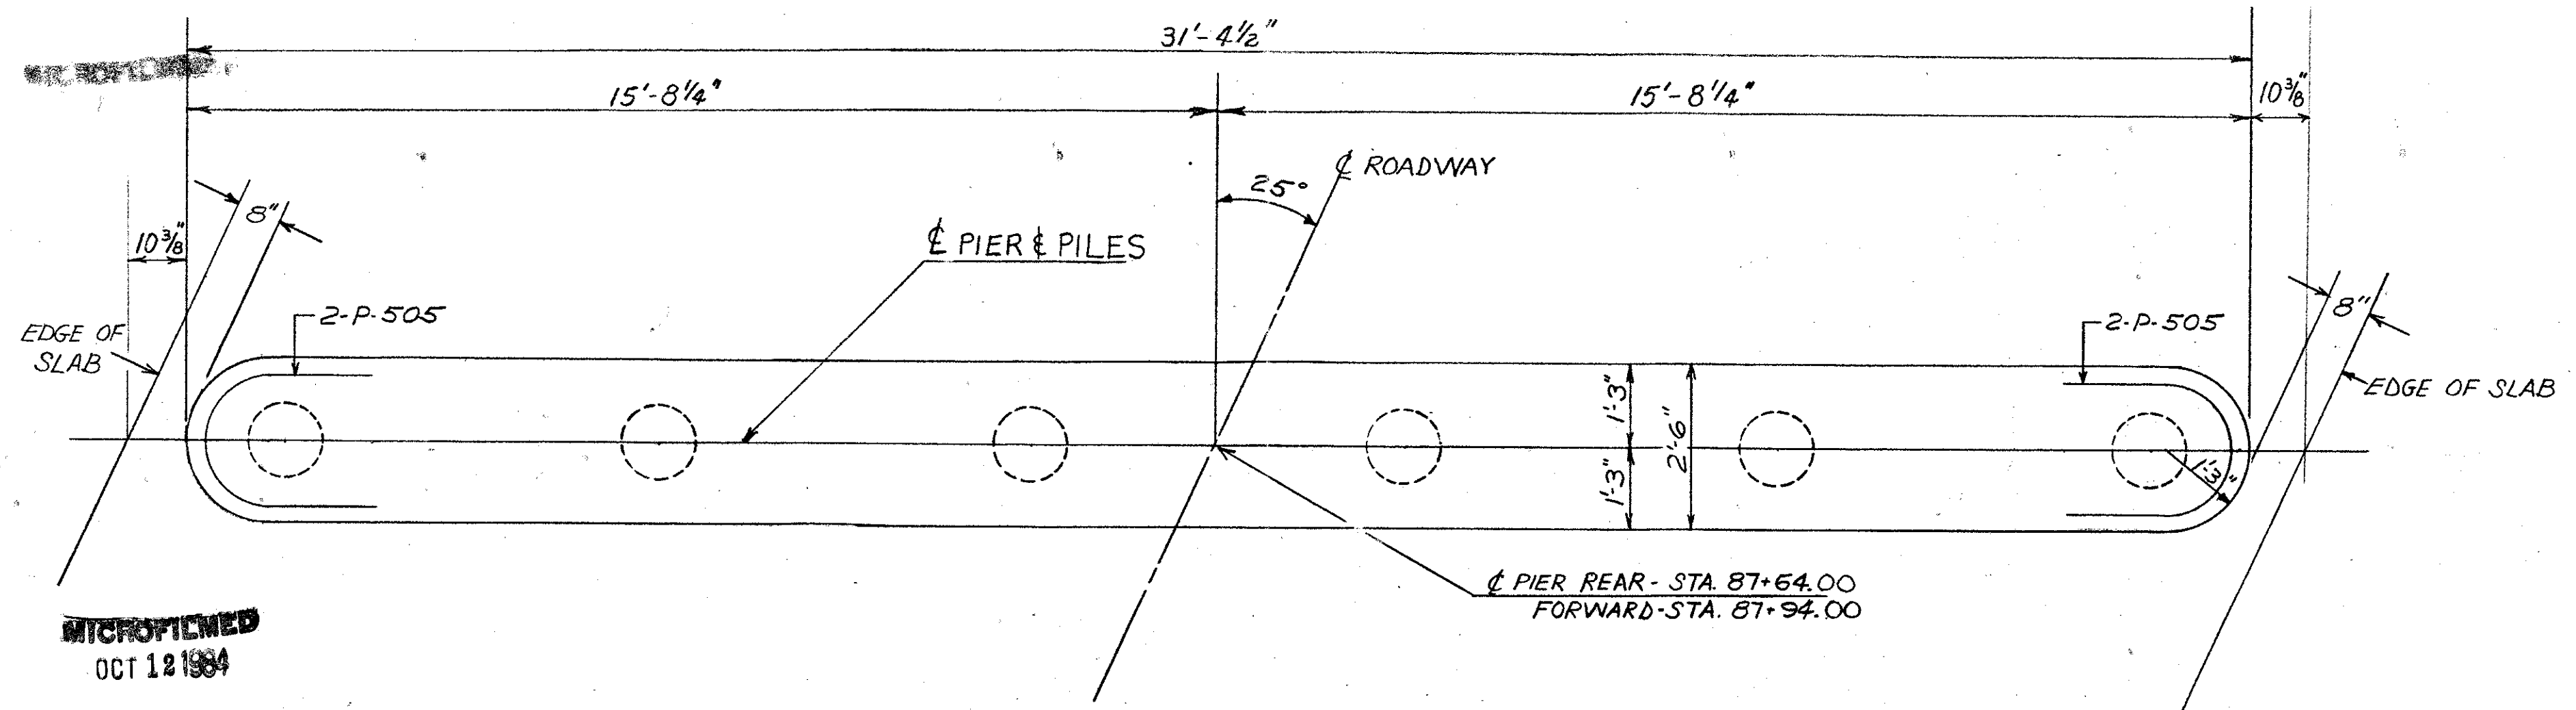 31'-4½"
MICROFILMED
15'-8¼"
15'-8¼"
10⅜"
℄ ROADWAY
25°
8"
10⅜"
℄ PIER & PILES
8"
2-P-505
2-P-505
EDGE OF
SLAB
1'-3"
2'-6"
1'-3"
1'-3"
EDGE OF SLAB
℄ PIER REAR - STA. 87+64.00
FORWARD-STA. 87+94.00
MICROFILMED
OCT 12 1984